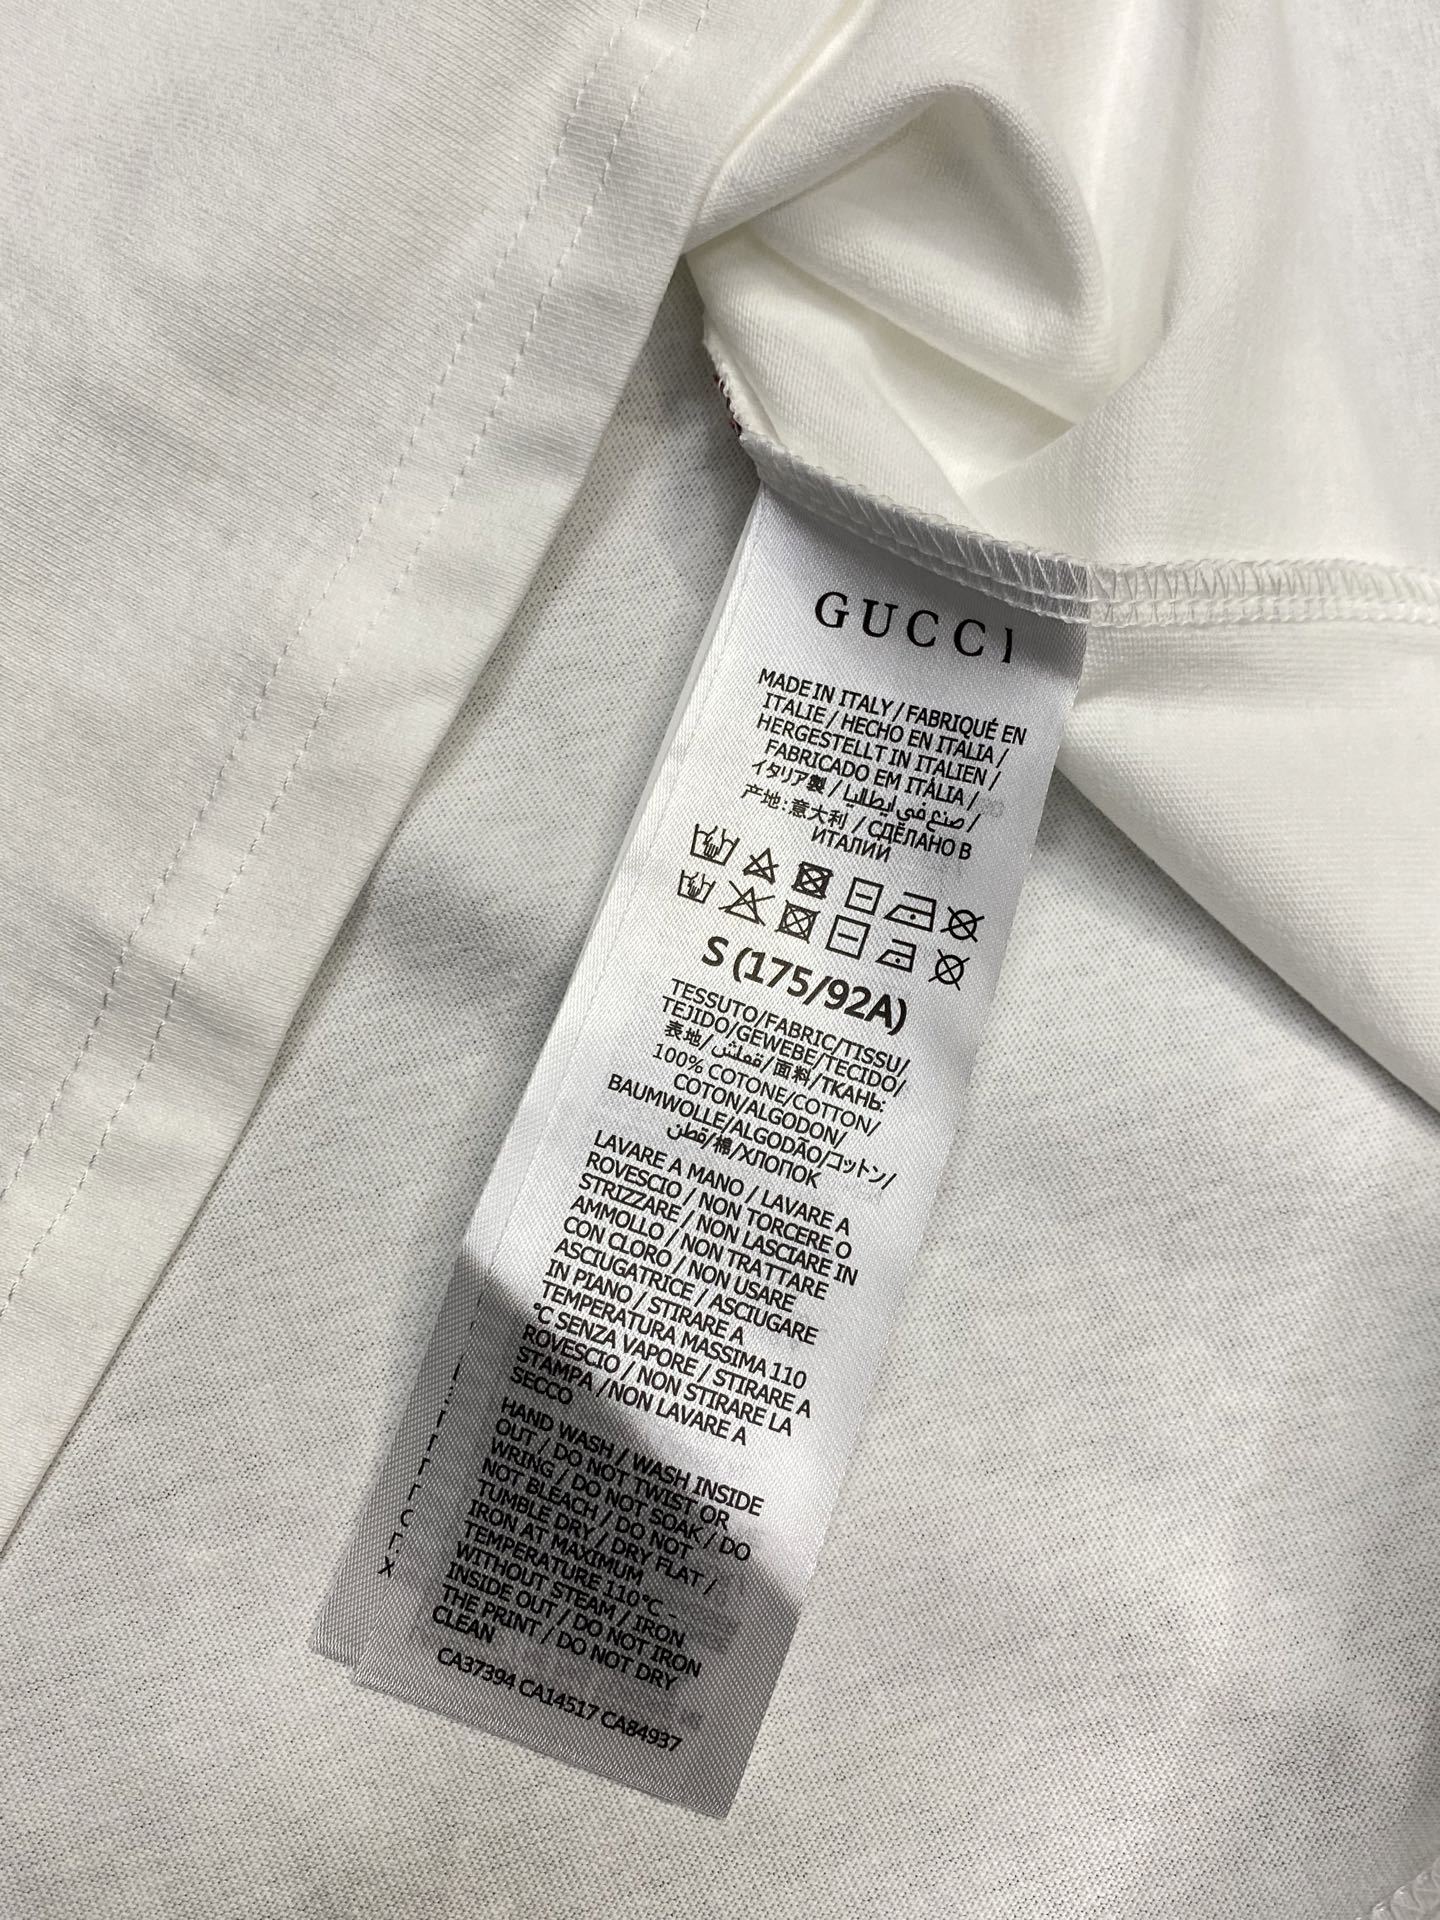 GUCCI
MADE IN ITALY / FABRIQUÉ EN
ITALIE / HECHO EN ITALIA /
HERGESTELLT IN ITALIEN /
FABRICADO EM ITÁLIA /
イタリア製 / صنع في ايطاليا /
产地:意大利 / СДЕЛАНО В
ИТАЛИИ
S (175/92A)
TESSUTO/FABRIC/TISSU/
TEJIDO/GEWEBE/TECIDO/
表地/قماش/面料/ТКАНЬ:
100% COTONE/COTTON/
COTON/ALGODON/
BAUMWOLLE/ALGODÃO/コットン/
قطن/棉/ХЛОПОК
LAVARE A MANO / LAVARE A
ROVESCIO / NON TORCERE O
STRIZZARE / NON LASCIARE IN
AMMOLLO / NON TRATTARE
CON CLORO / NON USARE
ASCIUGATRICE / ASCIUGARE
IN PIANO / STIRARE A
TEMPERATURA MASSIMA 110
°C SENZA VAPORE / STIRARE A
ROVESCIO / NON STIRARE LA
STAMPA /NON LAVARE A
SECCO
HAND WASH / WASH INSIDE
OUT / DO NOT TWIST OR
WRING / DO NOT SOAK / DO
NOT BLEACH / DO NOT
TUMBLE DRY / DRY FLAT /
IRON AT MAXIMUM
TEMPERATURE 110°C -
WITHOUT STEAM / IRON
INSIDE OUT / DO NOT IRON
THE PRINT / DO NOT DRY
CLEAN
CA37394 CA14517 CA84937